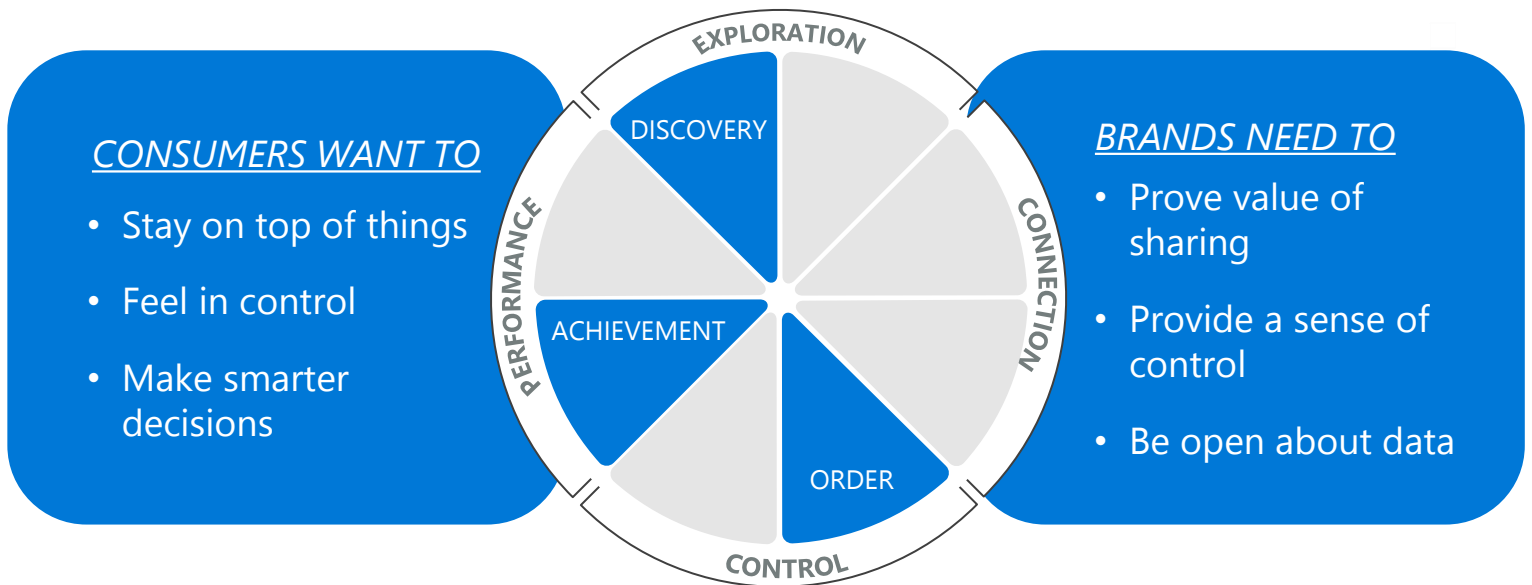 CONSUMERS WANT TO
• Stay on top of things
• Feel in control
• Make smarter
decisions
EXPLORATION
DISCOVERY
PERFORMANCE
CONNECTION
ACHIEVEMENT
ORDER
CONTROL
BRANDS NEED TO
• Prove value of
sharing
• Provide a sense of
control
• Be open about data